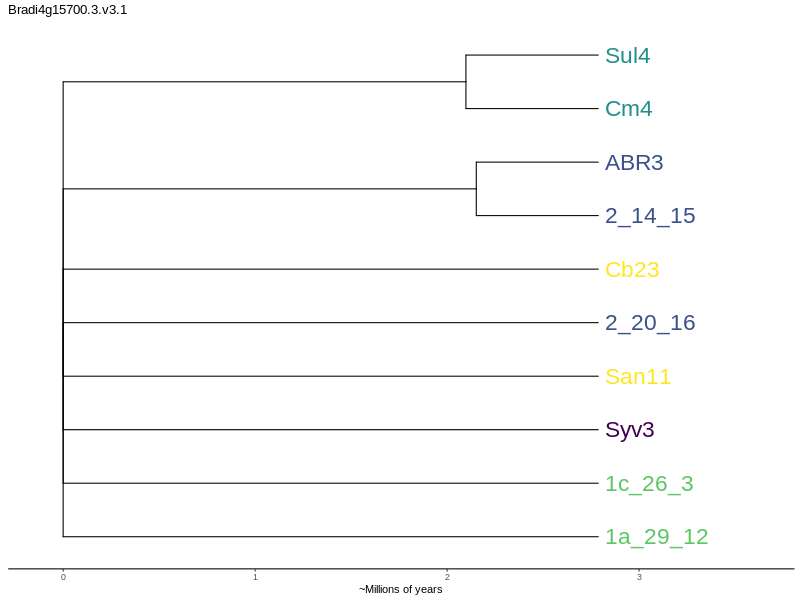 Bradi4g15700.3.v3.1
Sul4
Cm4
ABR3
2_14_15
Cb23
2_20_16
San11
Syv3
1c_26_3
1a_29_12
0 1 2 3
~Millions of years